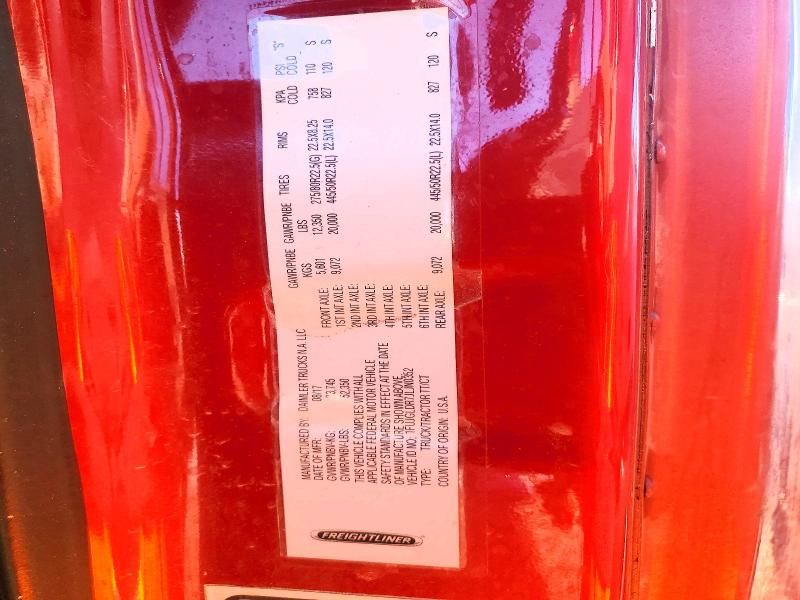 FREIGHTLINER
MANUFACTURED BY: DAIMLER TRUCKS N.A. LLC
DATE OF MFR: 08/17
GVWR/PNBV-KG: 3,745
GVWR/PNBV-LBS: 52,350
THIS VEHICLE COMPLIES WITH ALL
APPLICABLE FEDERAL MOTOR VEHICLE
SAFETY STANDARDS IN EFFECT AT THE DATE
OF MANUFACTURE SHOWN ABOVE.
VEHICLE ID NO.:
TYPE: TRUCK/TRACTOR T1TCT
COUNTRY OF ORIGIN: U.S.A.
GAWR/PNBE GAWR/PNBE TIRES RIMS KPA PSI "S"
KGS LBS COLD COLD
FRONT AXLE: 5,601 12,350 275/80R22.5(G) 22.5X8.25 758 110 S
1ST INT AXLE: 9,072 20,000 445/50R22.5(L) 22.5X14.0 827 120 S
2ND INT AXLE:
3RD INT AXLE:
4TH INT AXLE:
5TH INT AXLE:
6TH INT AXLE:
REAR AXLE: 9,072 20,000 445/50R22.5(L) 22.5X14.0 827 120 S